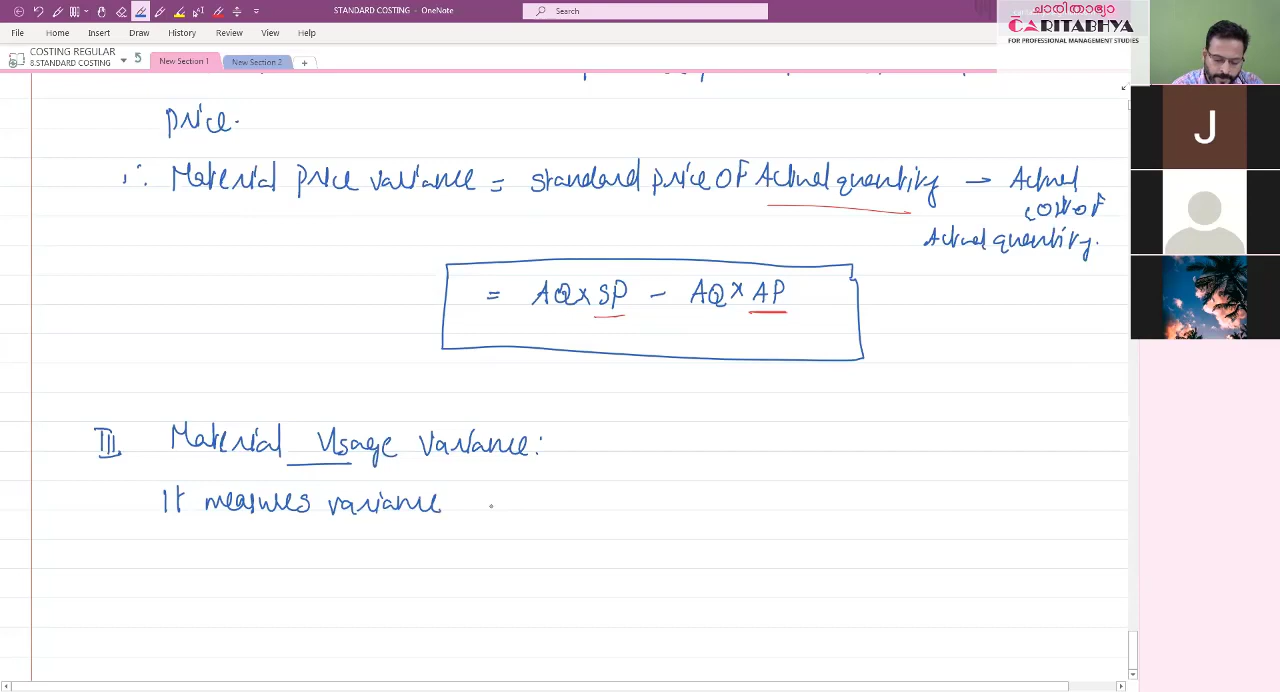 STANDARD COSTING - OneNote
Search
File Home Insert Draw History Review View Help
COSTING REGULAR
8.STANDARD COSTING
New Section 1
New Section 2
ചാരിതാഭ്യാ
CARITABHYA
FOR PROFESSIONAL MANAGEMENT STUDIES
J
price.
∴ Material price variance = standard price of Actual quantity - Actual
cost of
Actual quantity.
= AQ x SP - AQ x AP
III. Material Usage Variance:
It measures variance